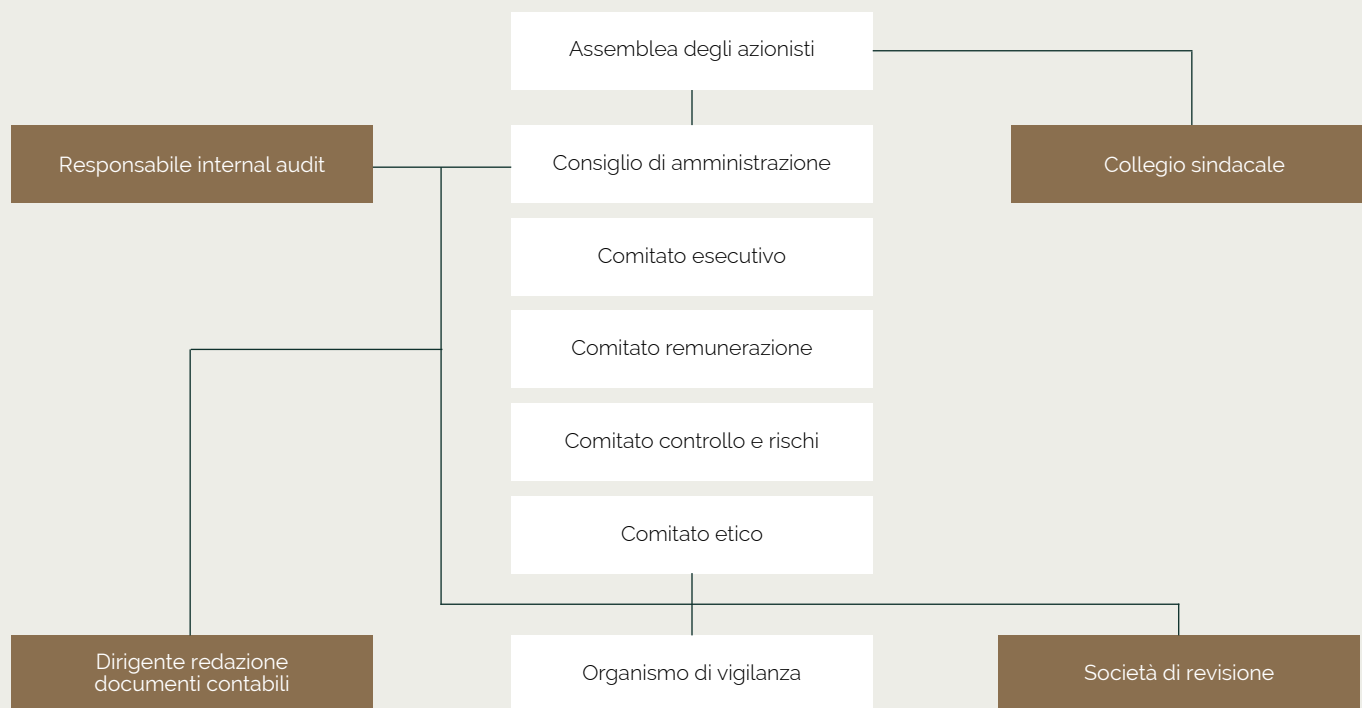 Assemblea degli azionisti
Responsabile internal audit
Consiglio di amministrazione
Collegio sindacale
Comitato esecutivo
Comitato remunerazione
Comitato controllo e rischi
Comitato etico
Dirigente redazione
documenti contabili
Organismo di vigilanza
Società di revisione